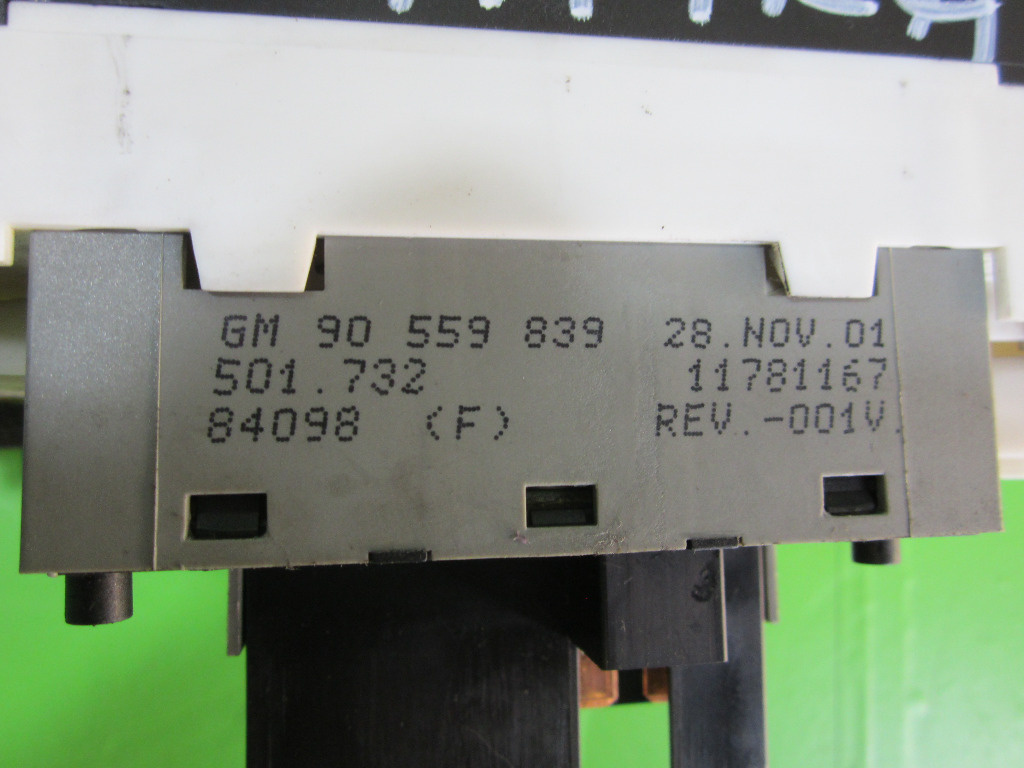 GM 90 559 839 28.NOV.01
501.732 11781167
84098 (F) REV.-001V.